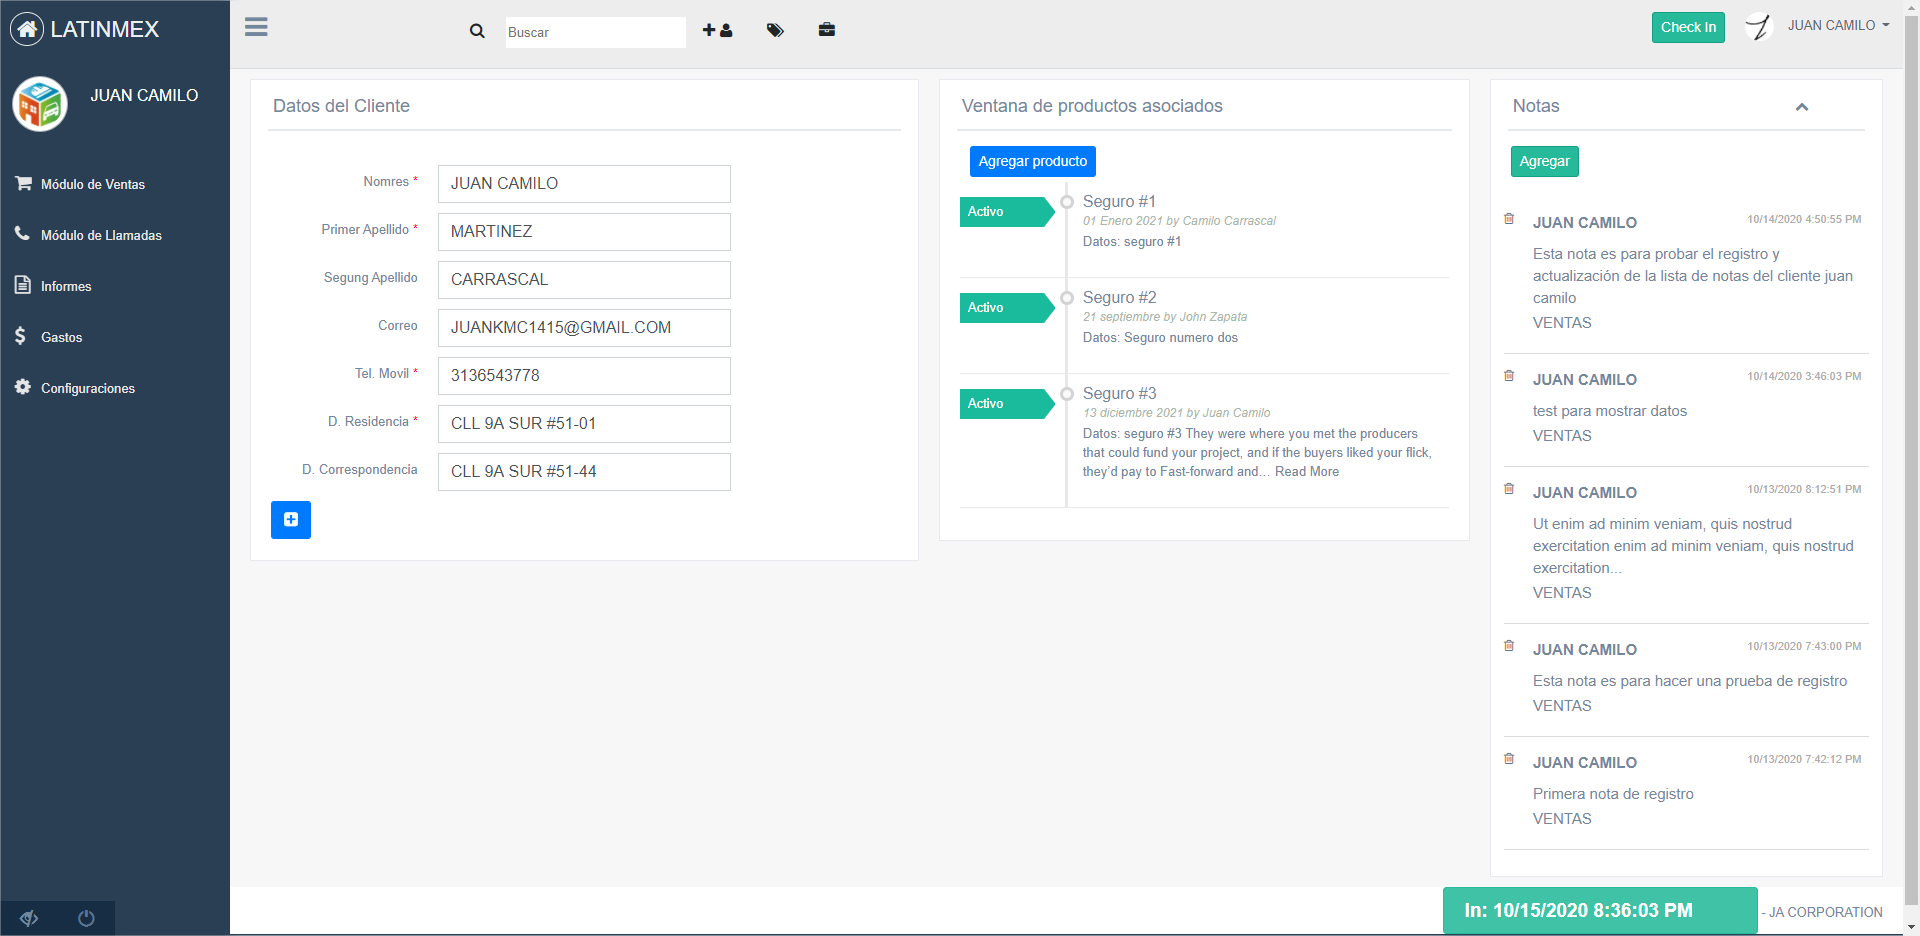 LATINMEX
JUAN CAMILO
Módulo de Ventas
Módulo de Llamadas
Informes
Gastos
Configuraciones
Buscar
Check In
JUAN CAMILO
Datos del Cliente
Nomres *
JUAN CAMILO
Primer Apellido *
MARTINEZ
Segung Apellido
CARRASCAL
Correo
JUANKMC1415@GMAIL.COM
Tel. Movil *
3136543778
D. Residencia *
CLL 9A SUR #51-01
D. Correspondencia
CLL 9A SUR #51-44
Ventana de productos asociados
Agregar producto
Activo
Seguro #1
01 Enero 2021 by Camilo Carrascal
Datos: seguro #1
Activo
Seguro #2
21 septiembre by John Zapata
Datos: Seguro numero dos
Activo
Seguro #3
13 diciembre 2021 by Juan Camilo
Datos: seguro #3 They were where you met the producers
that could fund your project, and if the buyers liked your flick,
they'd pay to Fast-forward and... Read More
Notas
Agregar
JUAN CAMILO
10/14/2020 4:50:55 PM
Esta nota es para probar el registro y
actualización de la lista de notas del cliente juan
camilo
VENTAS
JUAN CAMILO
10/14/2020 3:46:03 PM
test para mostrar datos
VENTAS
JUAN CAMILO
10/13/2020 8:12:51 PM
Ut enim ad minim veniam, quis nostrud
exercitation enim ad minim veniam, quis nostrud
exercitation...
VENTAS
JUAN CAMILO
10/13/2020 7:43:00 PM
Esta nota es para hacer una prueba de registro
VENTAS
JUAN CAMILO
10/13/2020 7:42:12 PM
Primera nota de registro
VENTAS
In: 10/15/2020 8:36:03 PM
- JA CORPORATION